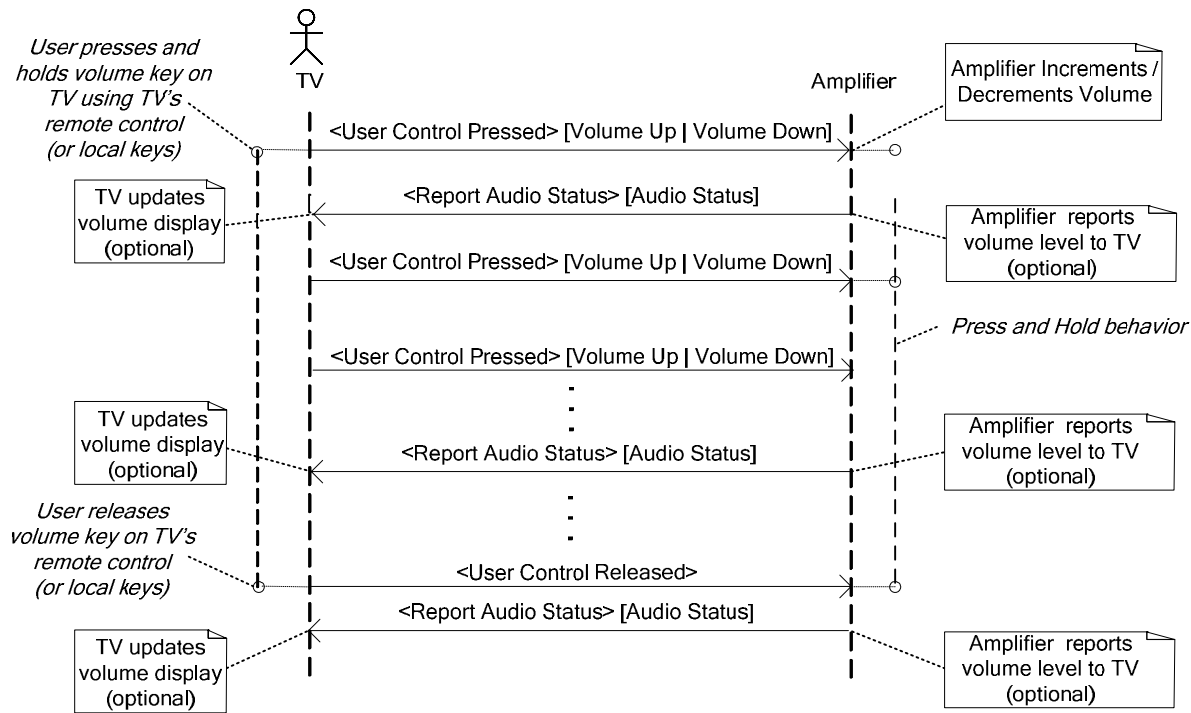 User presses and
holds volume key on
TV using TV's
remote control
(or local keys)
TV
Amplifier
Amplifier Increments /
Decrements Volume
<User Control Pressed> [Volume Up | Volume Down]
<Report Audio Status> [Audio Status]
TV updates
volume display
(optional)
Amplifier reports
volume level to TV
(optional)
<User Control Pressed> [Volume Up | Volume Down]
Press and Hold behavior
<User Control Pressed> [Volume Up | Volume Down]
TV updates
volume display
(optional)
<Report Audio Status> [Audio Status]
Amplifier reports
volume level to TV
(optional)
User releases
volume key on TV's
remote control
(or local keys)
<User Control Released>
<Report Audio Status> [Audio Status]
TV updates
volume display
(optional)
Amplifier reports
volume level to TV
(optional)